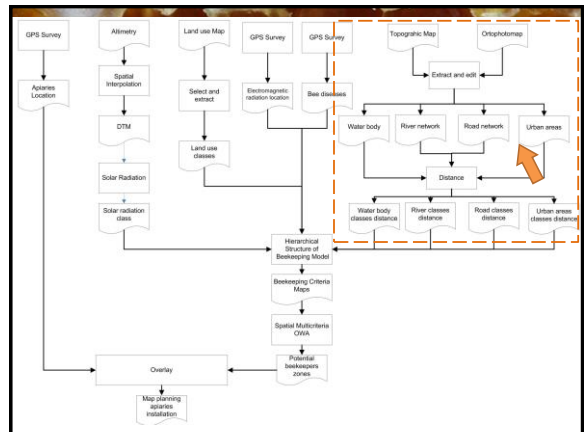 GPS Survey
Altimetry
Land use Map
GPS Survey
GPS Survey
Topograhic Map
Ortophotomap
Spatial
Interpolation
Select and
extract
Extract and edit
Apiaries
Location
Electromagnetic
radiation location
Bee diseases
DTM
Land use
classes
Water body
River network
Road network
Urban areas
Solar Radiation
Distance
Solar radiation
class
Water body
classes distance
River classes
distance
Road classes
distance
Urban areas
classes distance
Hierarchical
Structure of
Beekeeping Model
Beekeeping Criteria
Maps
Spatial Multicriteria
OWA
Overlay
Potential
beekeepers
zones
Map planning
apiaries
installation